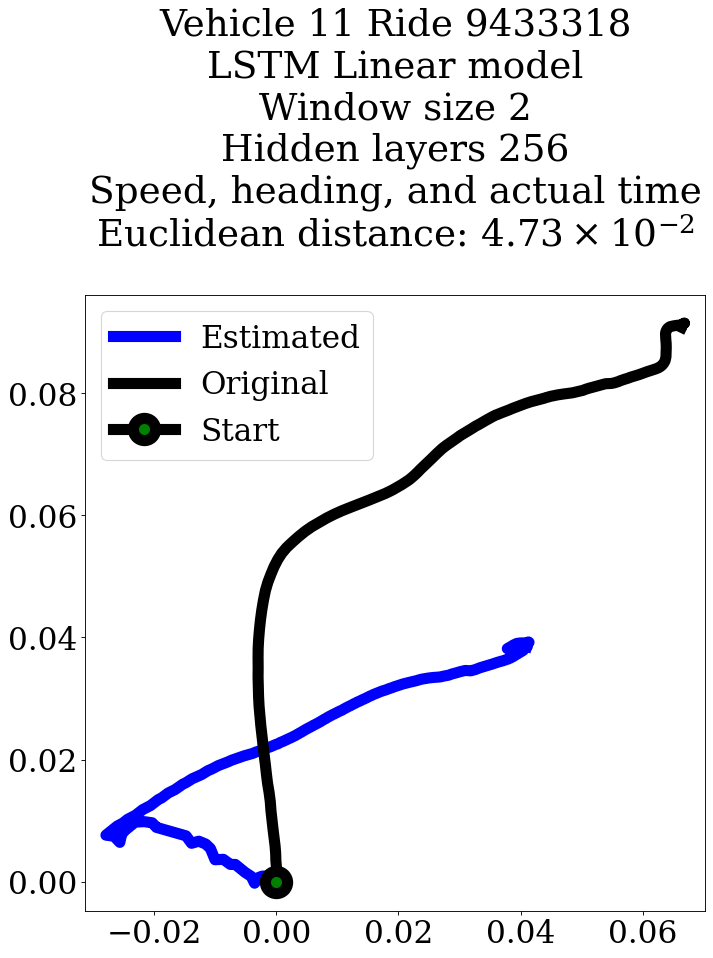 Vehicle 11 Ride 9433318
LSTM Linear model
Window size 2
Hidden layers 256
Speed, heading, and actual time
Euclidean distance: 4.73 × 10⁻²
Estimated
Original
Start
0.08
0.06
0.04
0.02
0.00
−0.02 0.00 0.02 0.04 0.06